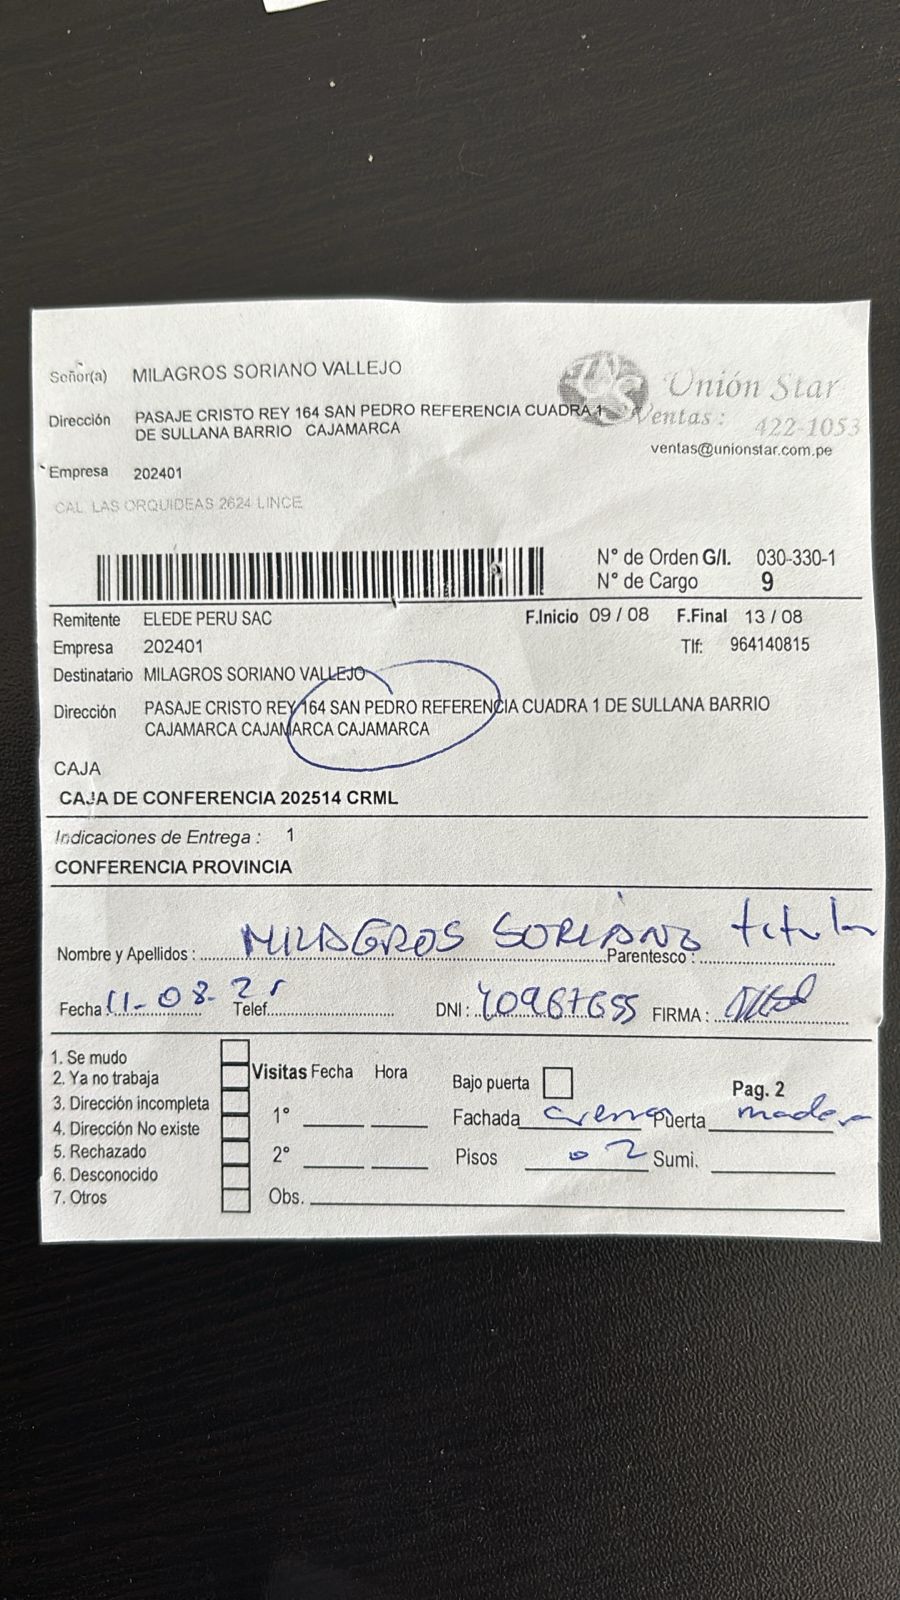 Señor(a) MILAGROS SORIANO VALLEJO
Unión Star
Dirección PASAJE CRISTO REY 164 SAN PEDRO REFERENCIA CUADRA 1
DE SULLANA BARRIO CAJAMARCA
Ventas: 422-1053
ventas@unionstar.com.pe
Empresa 202401
CAL LAS ORQUIDEAS 2624 LINCE
N° de Orden G/I. 030-330-1
N° de Cargo 9
Remitente ELEDE PERU SAC F.Inicio 09 / 08 F.Final 13 / 08
Empresa 202401 Tlf: 964140815
Destinatario MILAGROS SORIANO VALLEJO
Dirección PASAJE CRISTO REY 164 SAN PEDRO REFERENCIA CUADRA 1 DE SULLANA BARRIO
CAJAMARCA CAJAMARCA CAJAMARCA
CAJA
CAJA DE CONFERENCIA 202514 CRML
Indicaciones de Entrega : 1
CONFERENCIA PROVINCIA
Nombre y Apellidos : MILAGROS SORIANO Parentesco : titular
Fecha 11-08-25 Telef. DNI : 40967655 FIRMA :
1. Se mudo
2. Ya no trabaja
3. Dirección incompleta
4. Dirección No existe
5. Rechazado
6. Desconocido
7. Otros
Visitas Fecha Hora
1°
2°
Obs.
Bajo puerta Pag. 2
Fachada crema Puerta madera
Pisos 02 Sumi.